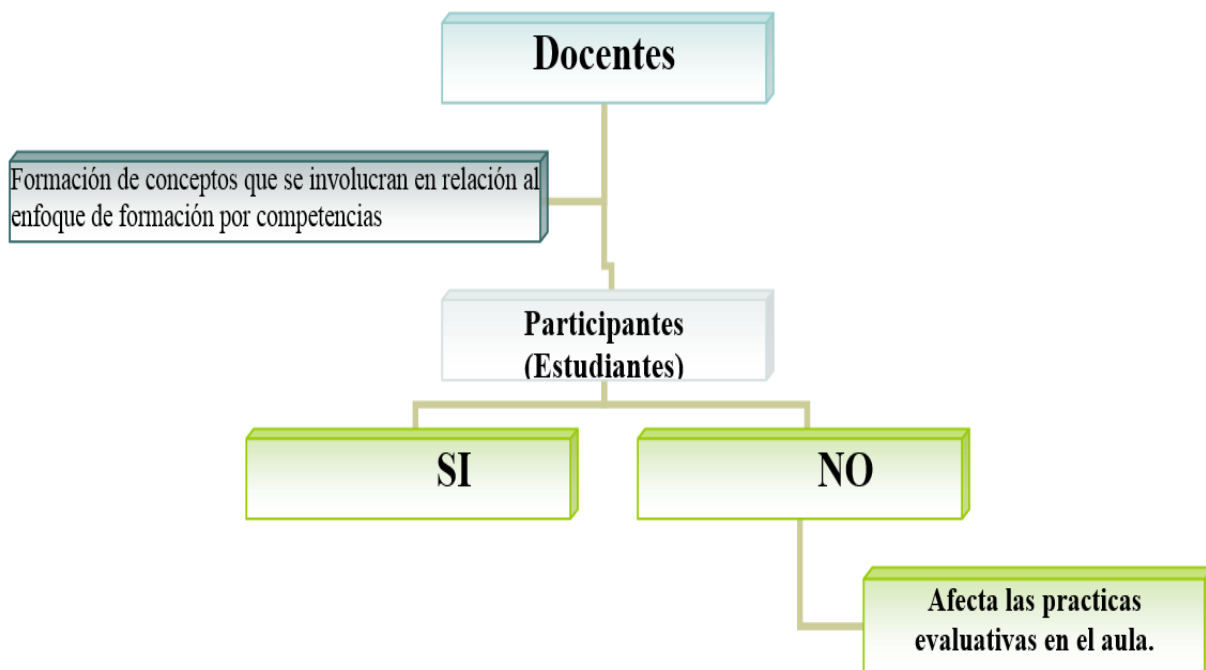 Docentes
Formación de conceptos que se involucran en relación al
enfoque de formación por competencias
Participantes
(Estudiantes)
SI
NO
Afecta las practicas
evaluativas en el aula.